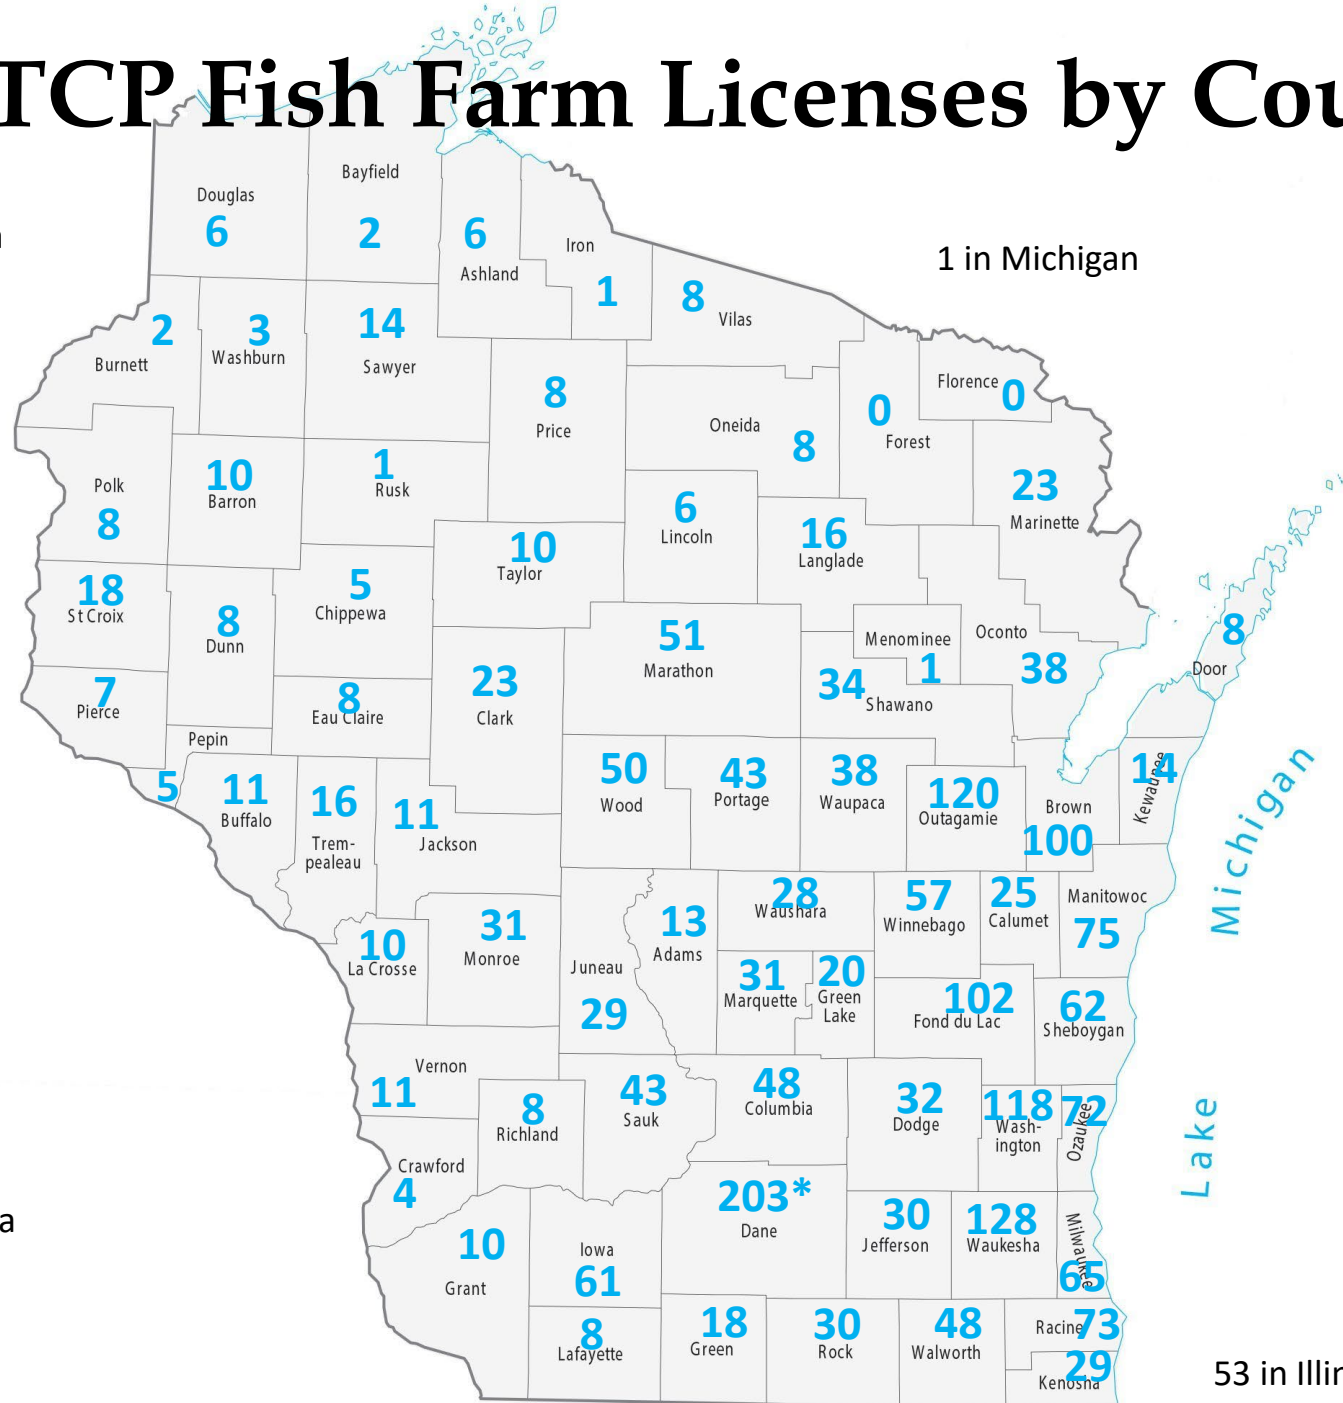 TCP Fish Farm Licenses by Cou
1 in Michigan
Douglas
6
Bayfield
2
6
Ashland
Iron
1
8
Vilas
2
Burnett
3
Washburn
14
Sawyer
8
Price
Oneida
8
0
Forest
Florence
0
23
Marinette
Polk
8
10
Barron
1
Rusk
6
Lincoln
16
Langlade
10
Taylor
18
St Croix
8
Dunn
5
Chippewa
51
Marathon
Menominee
1
Oconto
38
8
Door
7
Pierce
8
Eau Claire
23
Clark
34
Shawano
Pepin
5
11
Buffalo
16
Trem-
pealeau
11
Jackson
50
Wood
43
Portage
38
Waupaca
120
Outagamie
Brown
100
14
Kewaunee
10
La Crosse
31
Monroe
Juneau
29
13
Adams
28
Waushara
57
Winnebago
25
Calumet
Manitowoc
75
31
Marquette
20
Green
Lake
102
Fond du Lac
62
Sheboygan
Lake Michigan
Vernon
11
8
Richland
43
Sauk
48
Columbia
32
Dodge
118
Wash-
ington
72
Ozaukee
Crawford
4
10
Grant
Iowa
61
203*
Dane
30
Jefferson
128
Waukesha
Milwaukee
65
8
Lafayette
18
Green
30
Rock
48
Walworth
Racine 73
29
Kenosha
53 in Illin
a